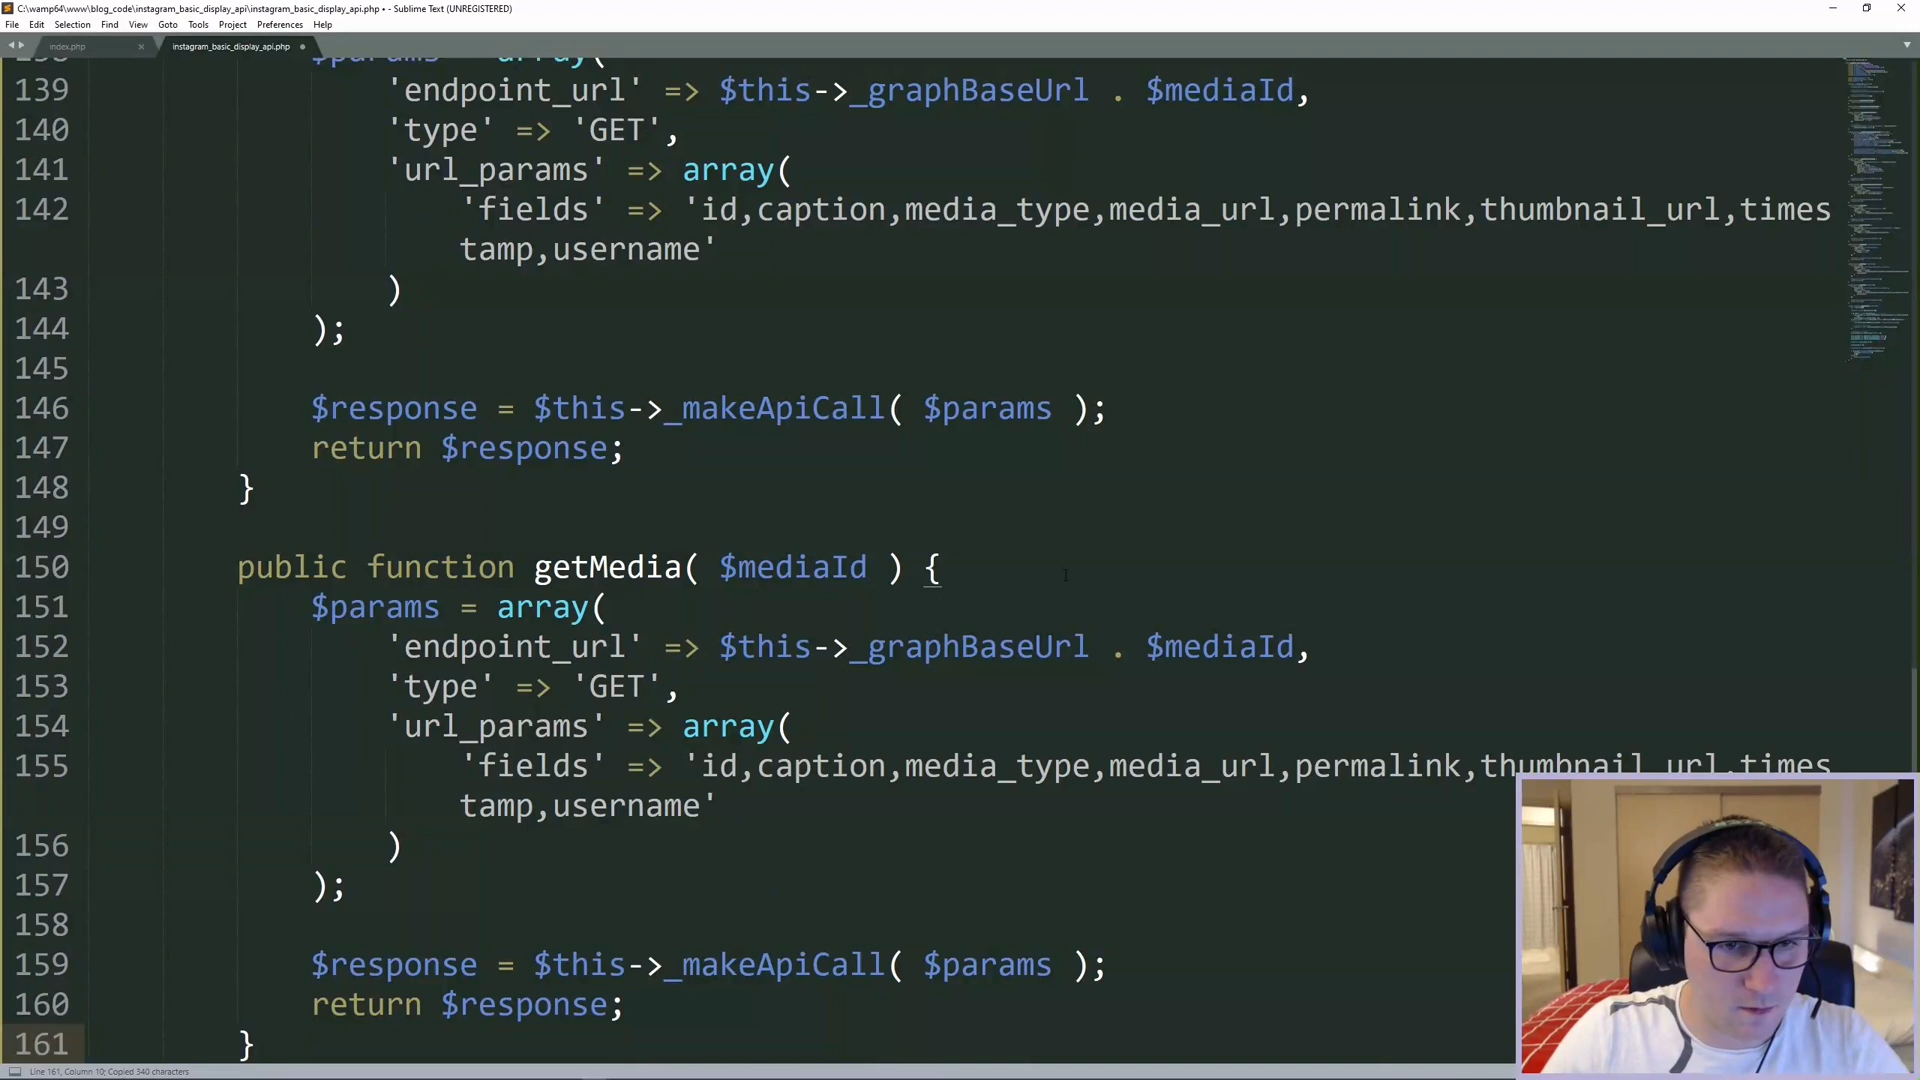 C:\wamp64\www\blog_code\instagram_basic_display_api\instagram_basic_display_api.php • - Sublime Text (UNREGISTERED)
File Edit Selection Find View Goto Tools Project Preferences Help
index.php instagram_basic_display_api.php
138 $params = array(
139 'endpoint_url' => $this->_graphBaseUrl . $mediaId,
140 'type' => 'GET',
141 'url_params' => array(
142 'fields' => 'id,caption,media_type,media_url,permalink,thumbnail_url,times
tamp,username'
143 )
144 );
145
146 $response = $this->_makeApiCall( $params );
147 return $response;
148 }
149
150 public function getMedia( $mediaId ) {
151 $params = array(
152 'endpoint_url' => $this->_graphBaseUrl . $mediaId,
153 'type' => 'GET',
154 'url_params' => array(
155 'fields' => 'id,caption,media_type,media_url,permalink,thumbnail_url,times
tamp,username'
156 )
157 );
158
159 $response = $this->_makeApiCall( $params );
160 return $response;
161 }
Line 161, Column 10; Copied 340 characters